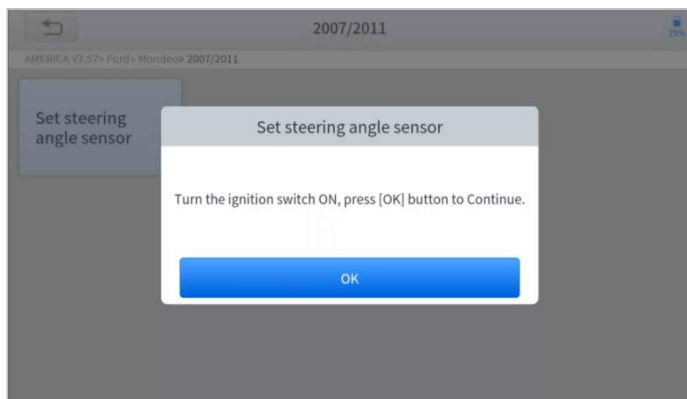 2007/2011
75%
AMERICA V7.57> Ford> Mondeo> 2007/2011
Set steering
angle sensor
Set steering angle sensor
Turn the ignition switch ON, press [OK] button to Continue.
OK